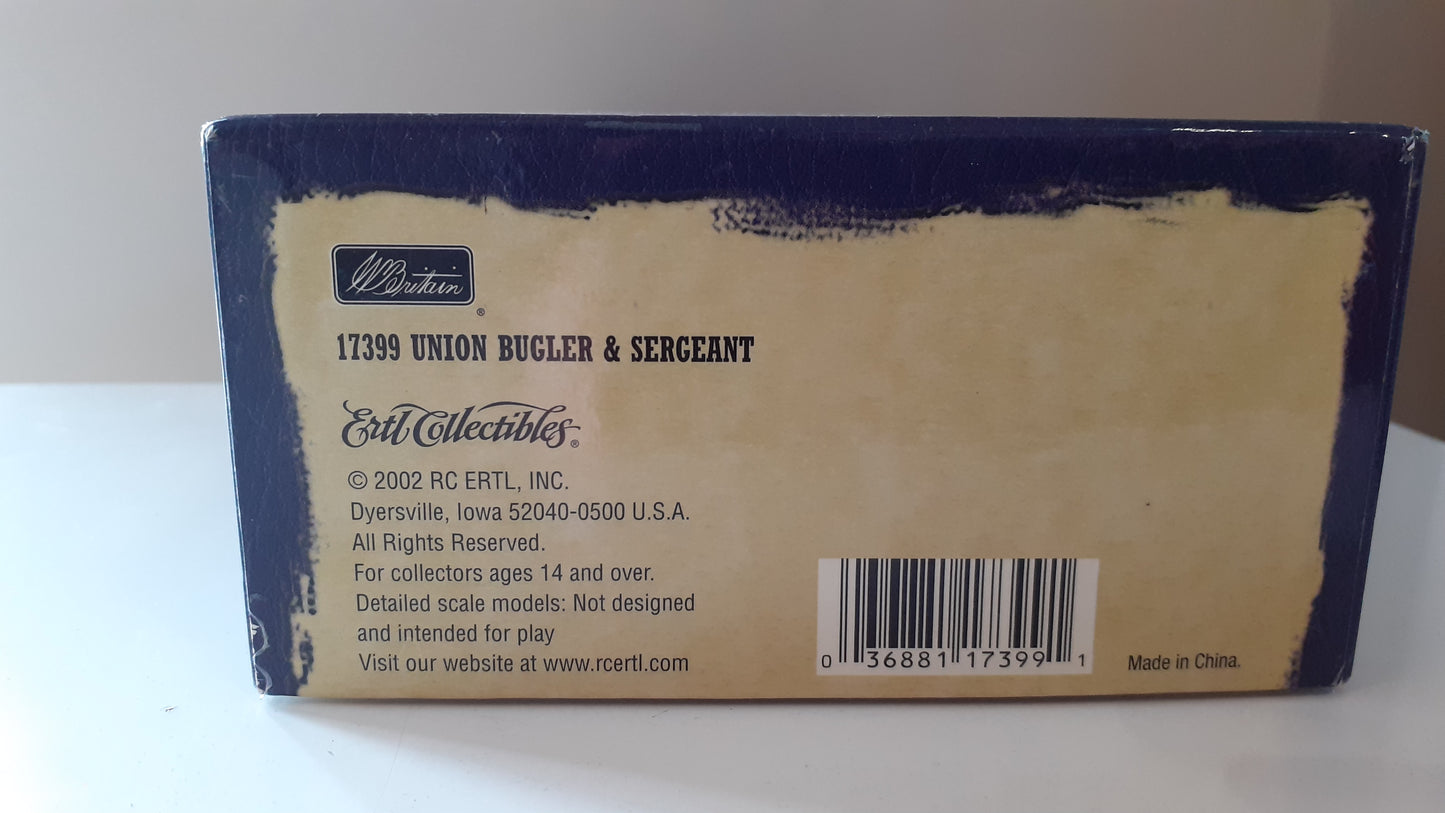 WBritain
®
17399 UNION BUGLER & SERGEANT
Ertl Collectibles®
© 2002 RC ERTL, INC.
Dyersville, Iowa 52040-0500 U.S.A.
All Rights Reserved.
For collectors ages 14 and over.
Detailed scale models: Not designed
and intended for play
Visit our website at www.rcertl.com
0 36881 17399 1
Made in China.